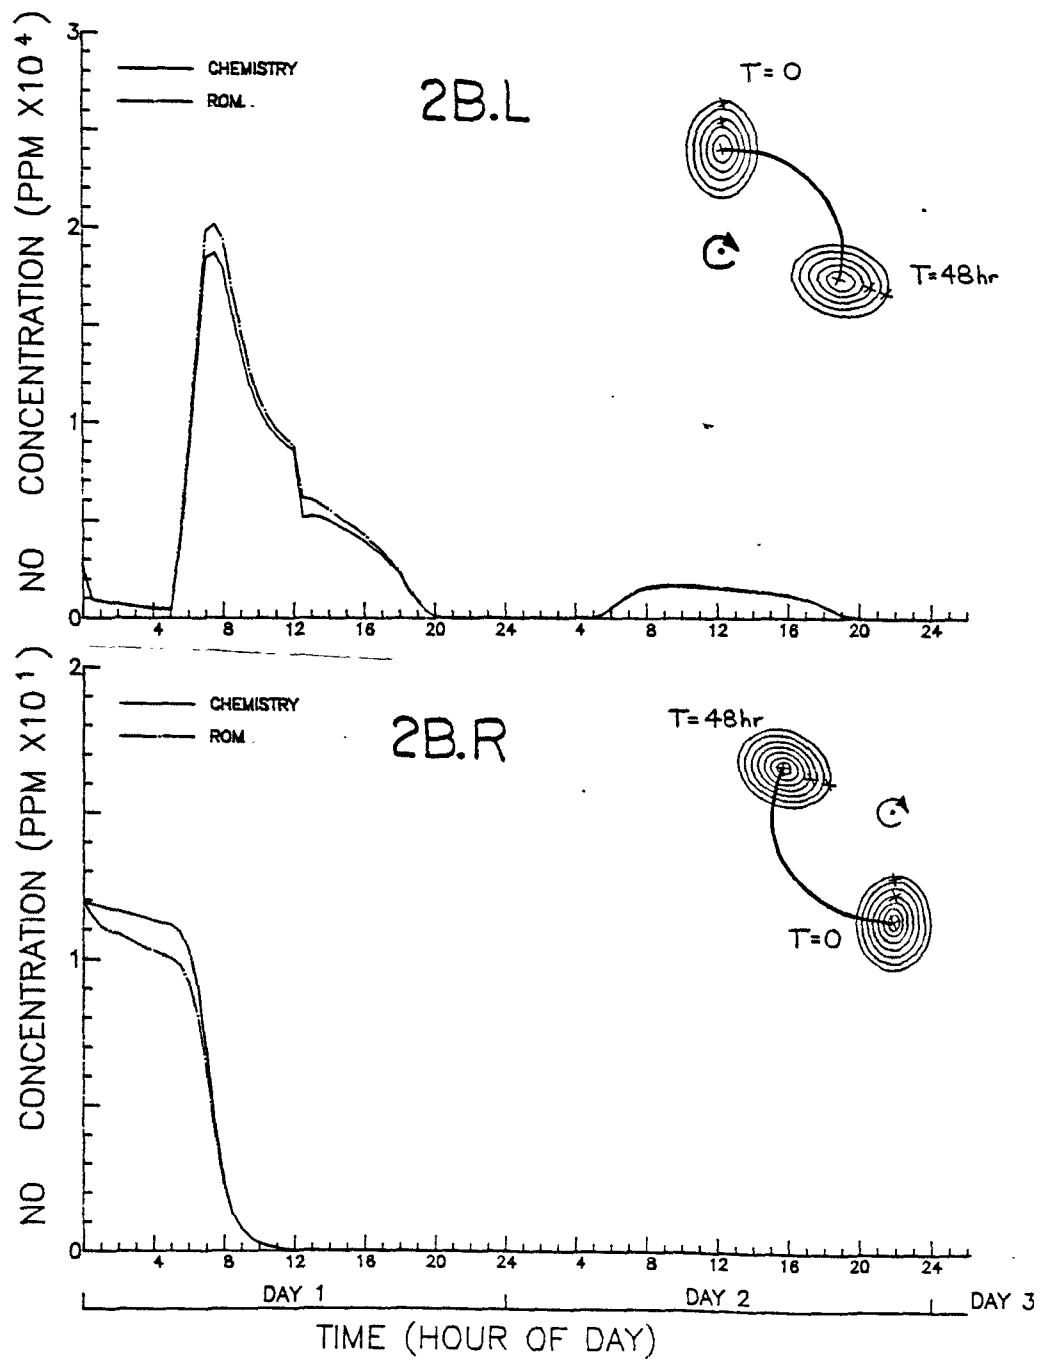 NO CONCENTRATION (PPM X10⁴)
3
2
1
0
CHEMISTRY
ROM
2B.L
T=0
T=48hr
4 8 12 16 20 24 4 8 12 16 20 24
NO CONCENTRATION (PPM X10¹)
2
1
0
CHEMISTRY
ROM
2B.R
T=48hr
T=0
4 8 12 16 20 24 4 8 12 16 20 24
DAY 1 DAY 2 DAY 3
TIME (HOUR OF DAY)